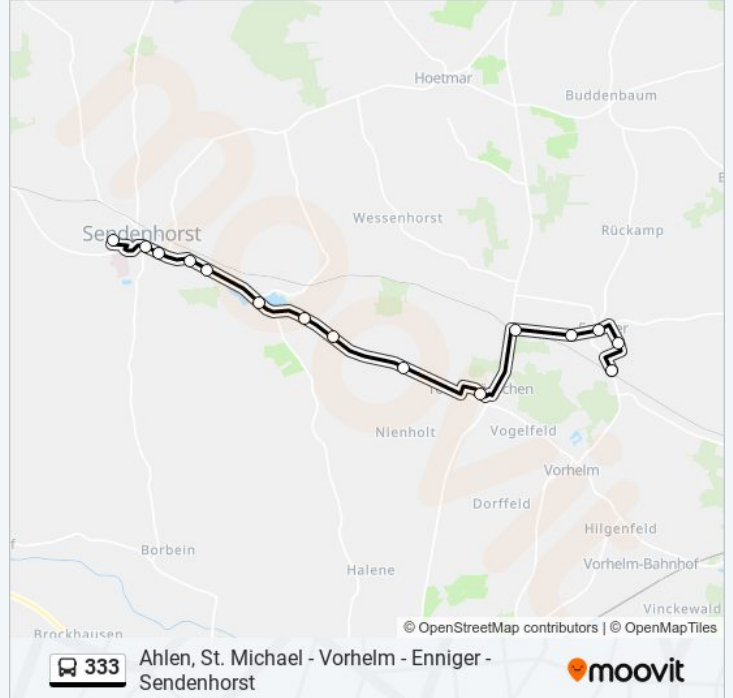 Hoetmar
Buddenbaum
Wessenhorst
Sendenhorst
Rückamp
Nienholt
Vogelfeld
Vorhelm
Dorffeld
Hilgenfeld
Borbein
Vorhelm-Bahnhof
Halene
Vinckewald
© OpenStreetMap contributors | © OpenMapTiles
Brockhausen
333
Ahlen, St. Michael - Vorhelm - Enniger -
Sendenhorst
moovit